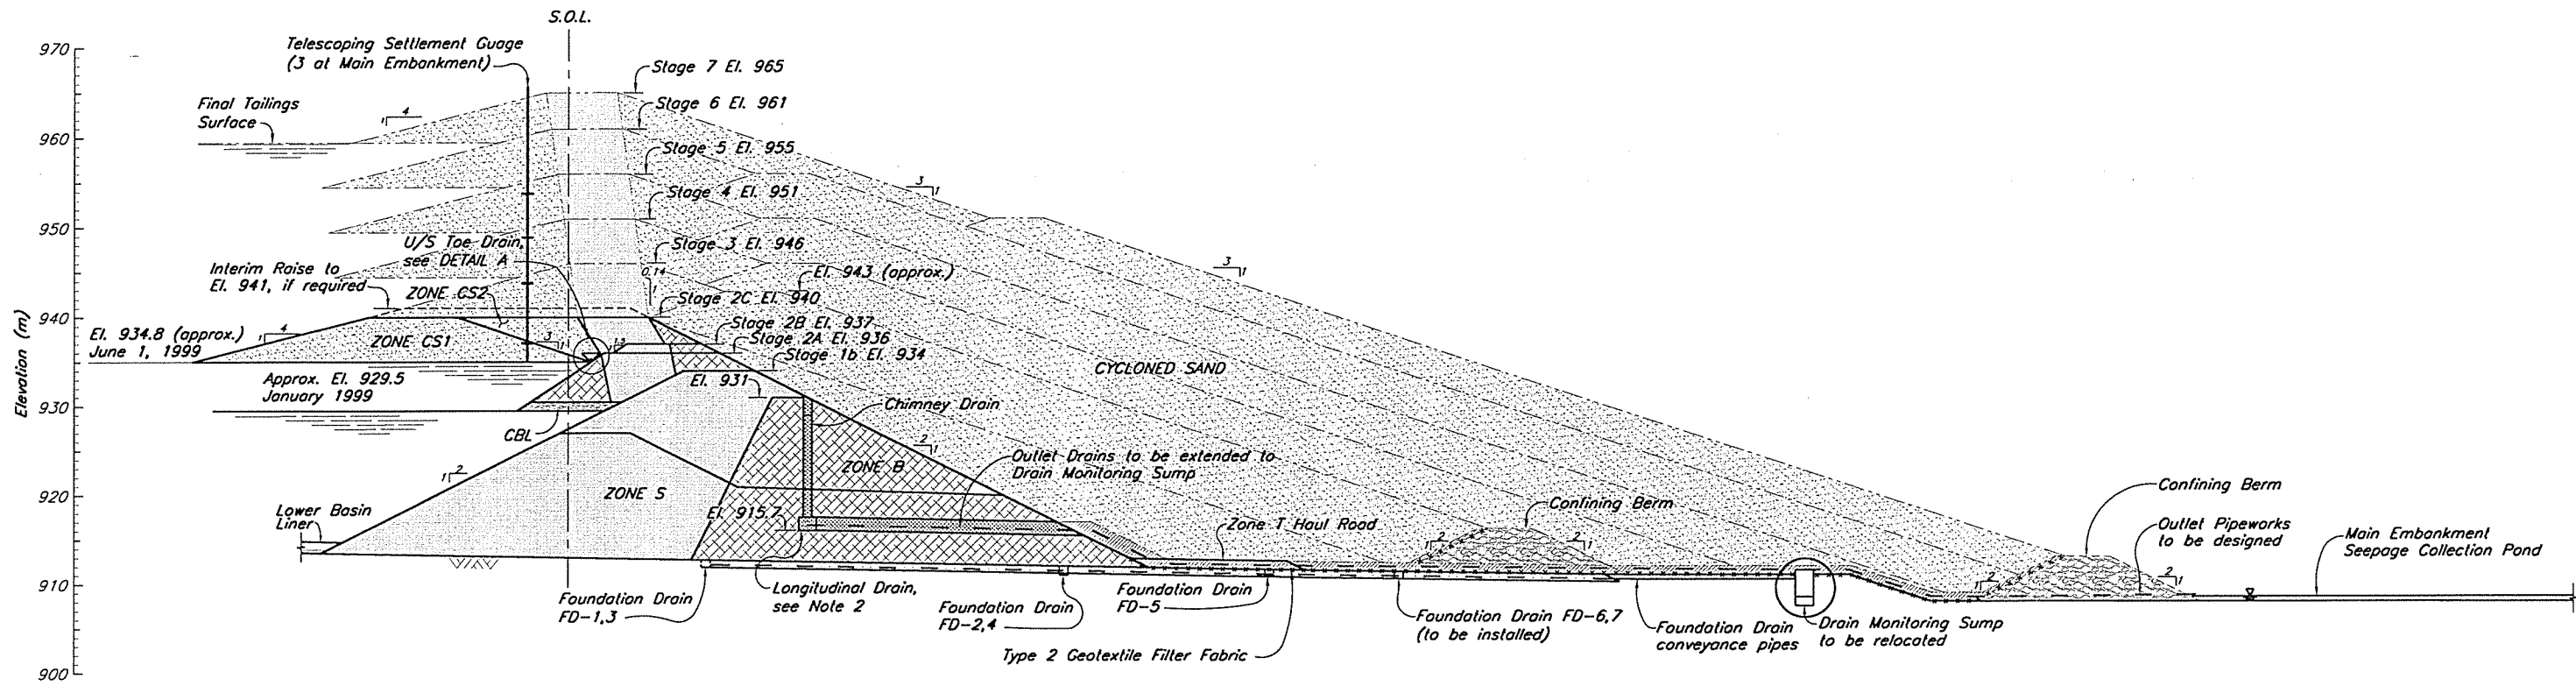 S.O.L.
970
960
950
940
930
920
910
900
Elevation (m)
Telescoping Settlement Guage
(3 at Main Embankment)
Final Tailings
Surface
1
4
Stage 7 El. 965
Stage 6 El. 961
Stage 5 El. 955
Stage 4 El. 951
Stage 3 El. 946
0.14
1
El. 943 (approx.)
Stage 2C El. 940
Stage 2B El. 937
Stage 2A El. 936
Stage 1b El. 934
El. 931
U/S Toe Drain,
see DETAIL A
Interim Raise to
El. 941, if required
ZONE CS2
ZONE CS1
1
4
3
1
El. 934.8 (approx.)
June 1, 1999
Approx. El. 929.5
January 1999
CBL
3
1
3
1
CYCLONED SAND
Chimney Drain
2
1
ZONE B
Outlet Drains to be extended to
Drain Monitoring Sump
1
2
ZONE S
El. 915.7
Lower Basin
Liner
Zone T Haul Road
Confining Berm
1
2
2
1
Confining Berm
Outlet Pipeworks
to be designed
1
2
2
1
Main Embankment
Seepage Collection Pond
Foundation Drain
FD-1,3
Longitudinal Drain,
see Note 2
Foundation Drain
FD-2,4
Foundation Drain
FD-5
Type 2 Geotextile Filter Fabric
Foundation Drain FD-6,7
(to be installed)
Foundation Drain
conveyance pipes
Drain Monitoring Sump
to be relocated